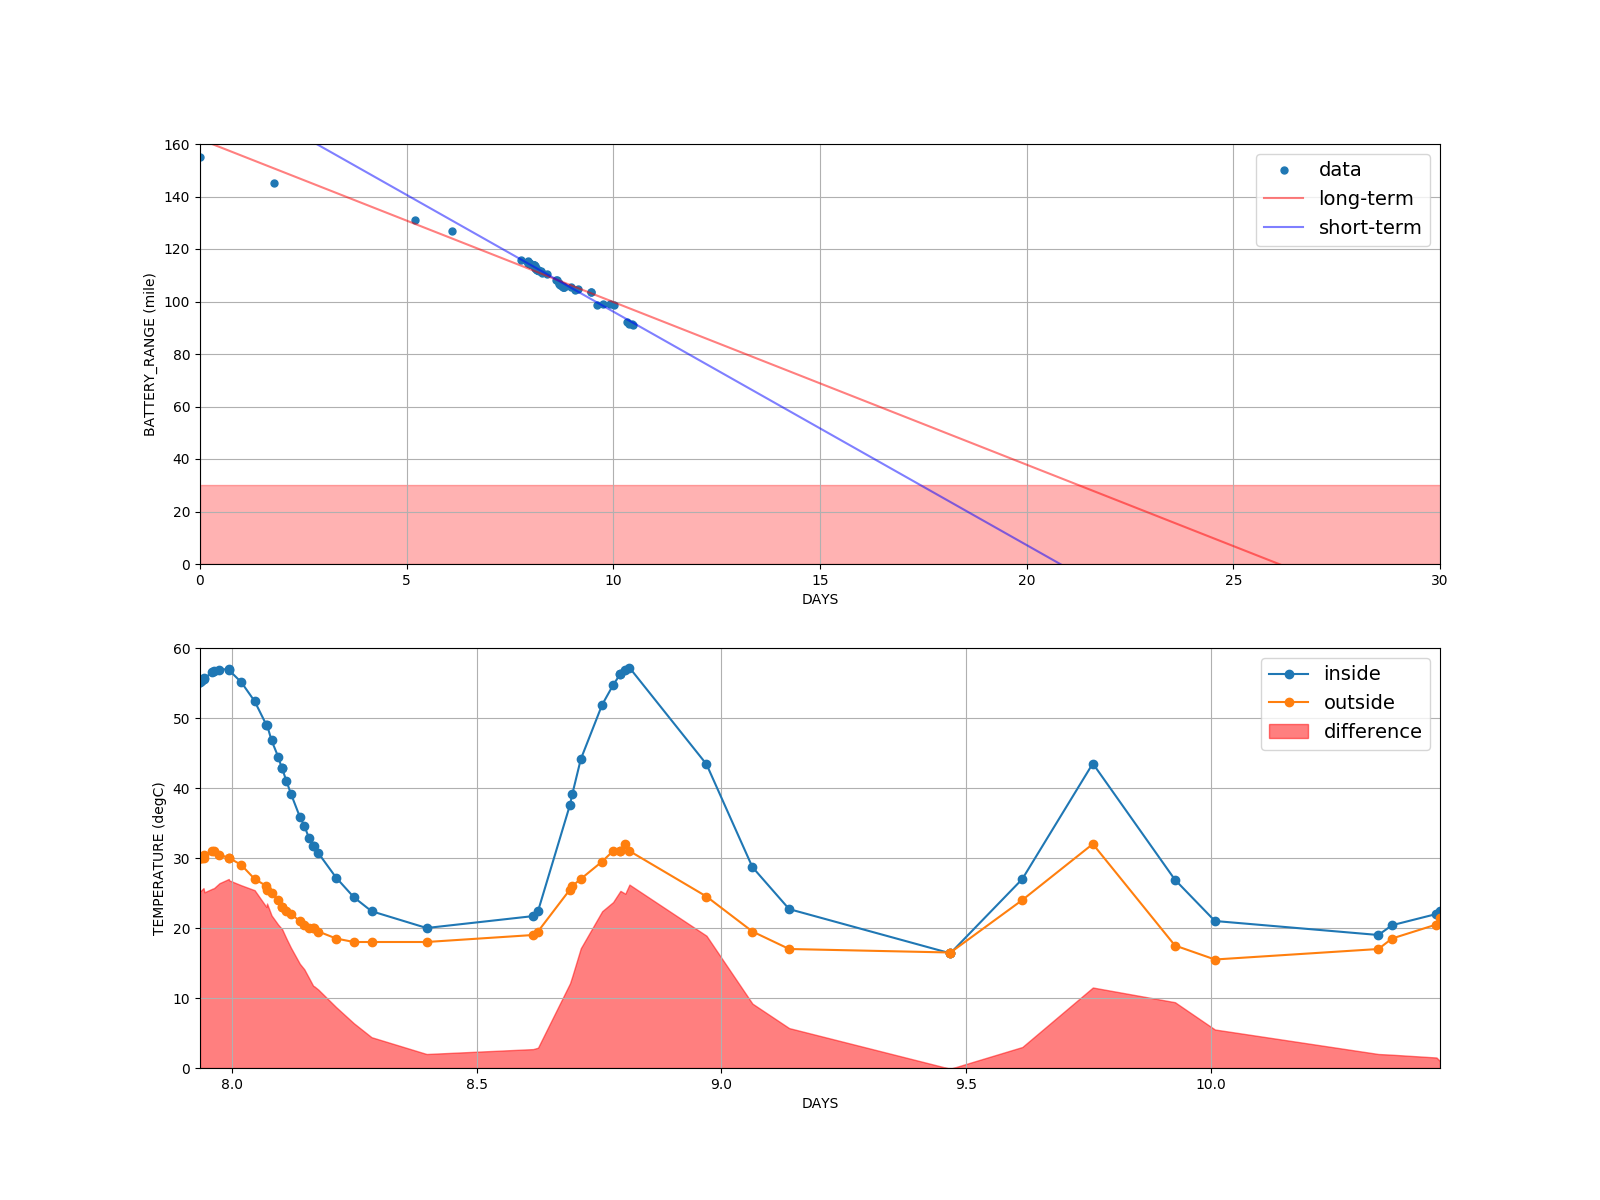 160
140
120
100
80
60
40
20
0
BATTERY_RANGE (mile)
data
long-term
short-term
0 5 10 15 20 25 30
DAYS
60
50
40
30
20
10
0
TEMPERATURE (degC)
inside
outside
difference
8.0 8.5 9.0 9.5 10.0
DAYS